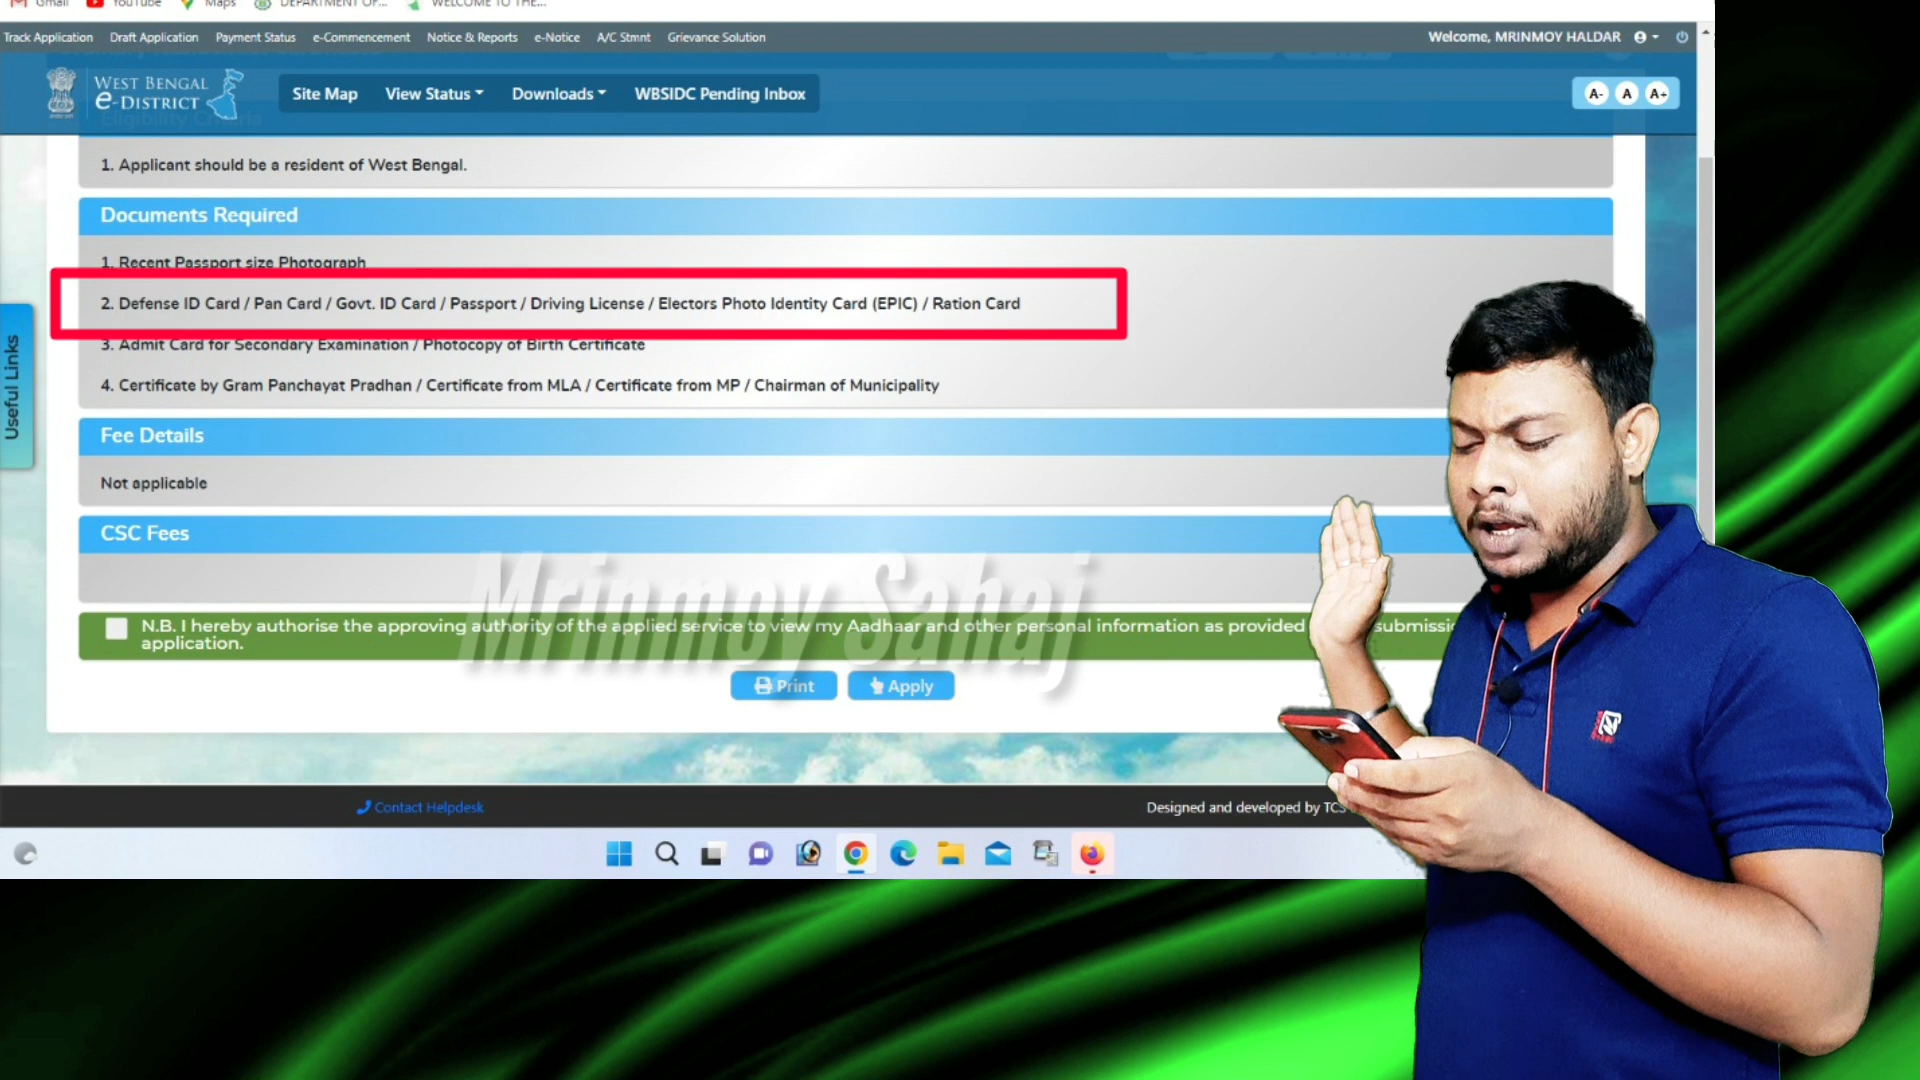 Gmail YouTube Maps DEPARTMENT OF... WELCOME TO THE...
Track Application Draft Application Payment Status e-Commencement Notice & Reports e-Notice A/C Stmnt Grievance Solution Welcome, MRINMOY HALDAR
WEST BENGAL
e-DISTRICT
Site Map View Status Downloads WBSIDC Pending Inbox
A- A A+
Eligibility Criteria
1. Applicant should be a resident of West Bengal.
Documents Required
1. Recent Passport size Photograph
2. Defense ID Card / Pan Card / Govt. ID Card / Passport / Driving License / Electors Photo Identity Card (EPIC) / Ration Card
3. Admit Card for Secondary Examination / Photocopy of Birth Certificate
4. Certificate by Gram Panchayat Pradhan / Certificate from MLA / Certificate from MP / Chairman of Municipality
Useful Links
Fee Details
Not applicable
CSC Fees
Mrinmoy Sahaj
N.B. I hereby authorise the approving authority of the applied service to view my Aadhaar and other personal information as provided submissi
application.
Print Apply
Contact Helpdesk
Designed and developed by TCS